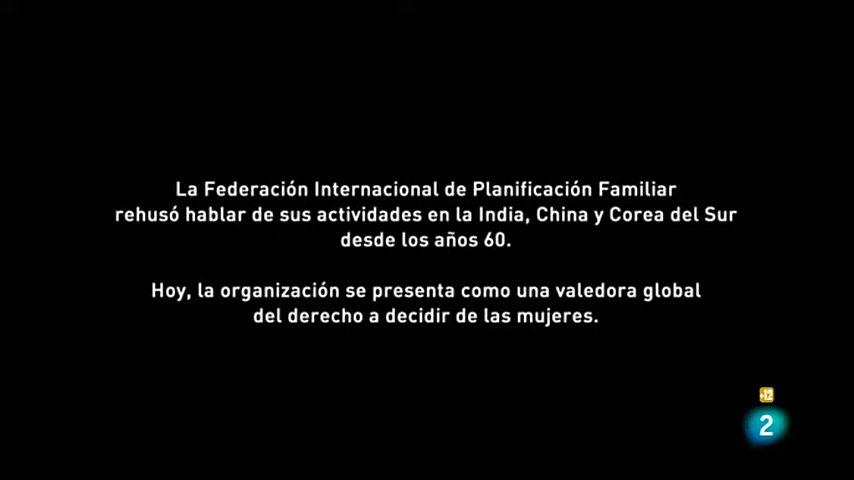 La Federación Internacional de Planificación Familiar
rehusó hablar de sus actividades en la India, China y Corea del Sur
desde los años 60.
Hoy, la organización se presenta como una valedora global
del derecho a decidir de las mujeres.
+12
2